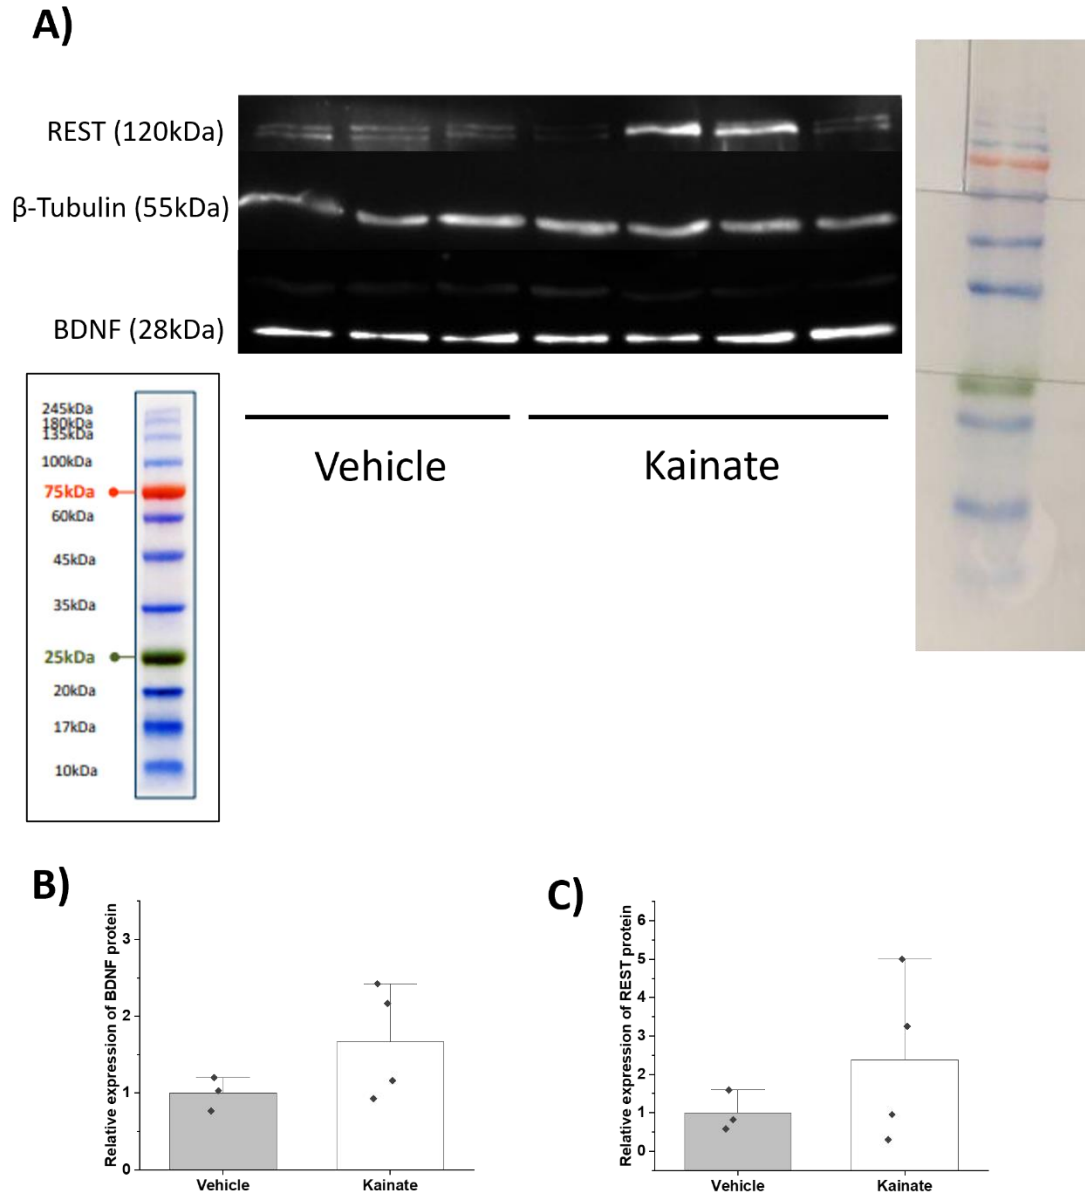 A)
REST (120kDa)
β-Tubulin (55kDa)
BDNF (28kDa)
Vehicle
Kainate
245kDa
180kDa
135kDa
100kDa
75kDa
60kDa
45kDa
35kDa
25kDa
20kDa
17kDa
10kDa
B)
Relative expression of BDNF protein
3
2
1
0
Vehicle
Kainate
C)
Relative expression of REST protein
6
5
4
3
2
1
0
Vehicle
Kainate